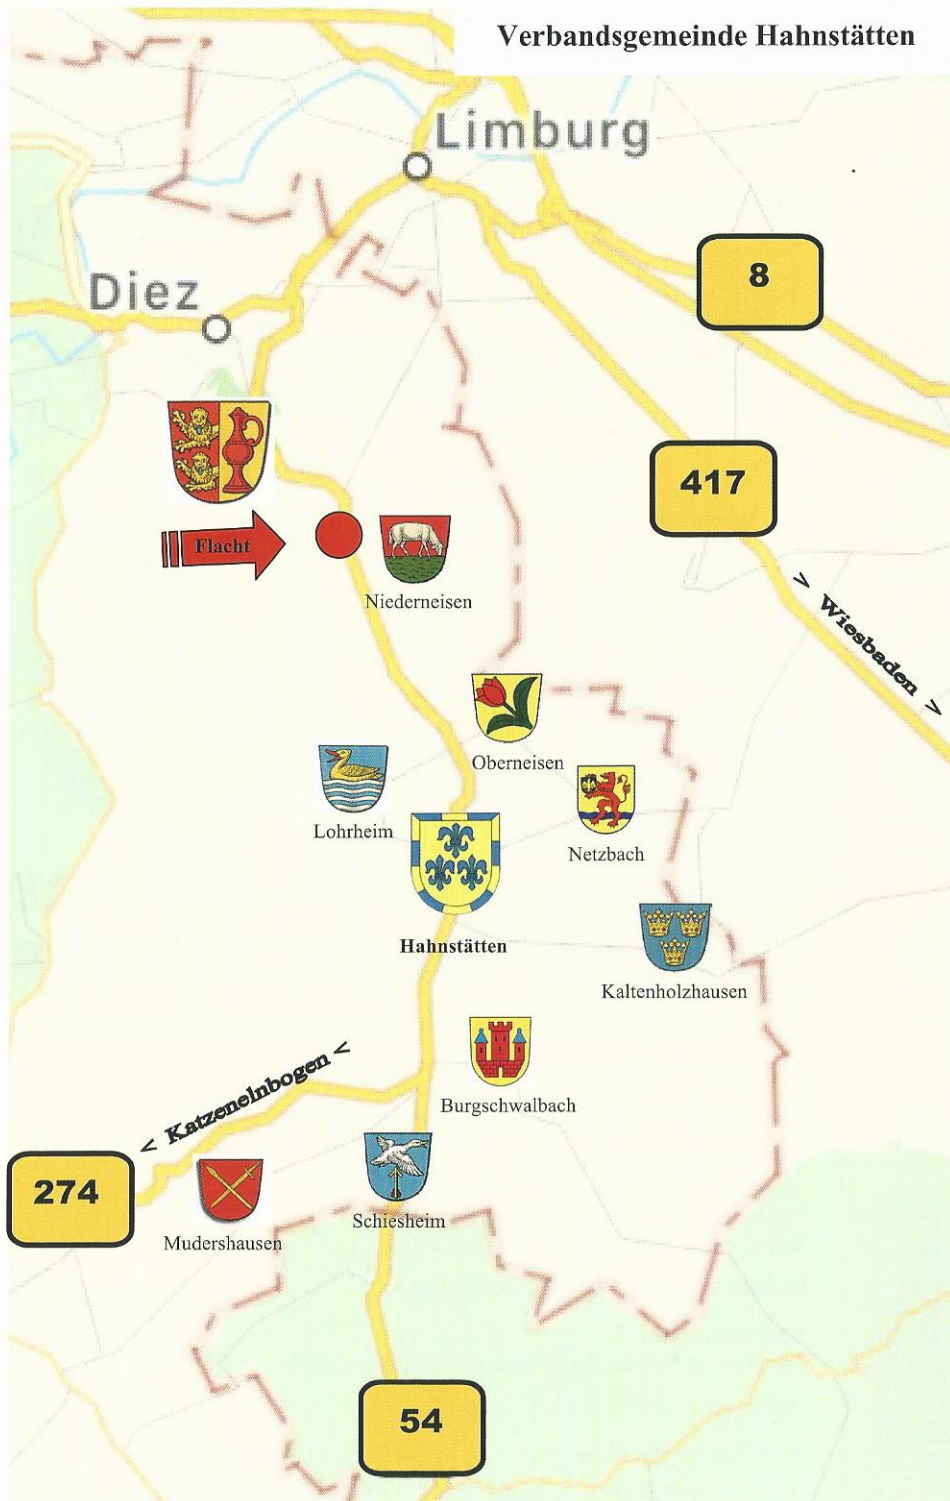 Verbandsgemeinde Hahnstätten
Limburg
8
Diez
417
Flacht
Niederneisen
> Wiesbaden >
Oberneisen
Lohrheim
Netzbach
Hahnstätten
Kaltenholzhausen
< Katzenelnbogen <
Burgschwalbach
274
Schiesheim
Mudershausen
54